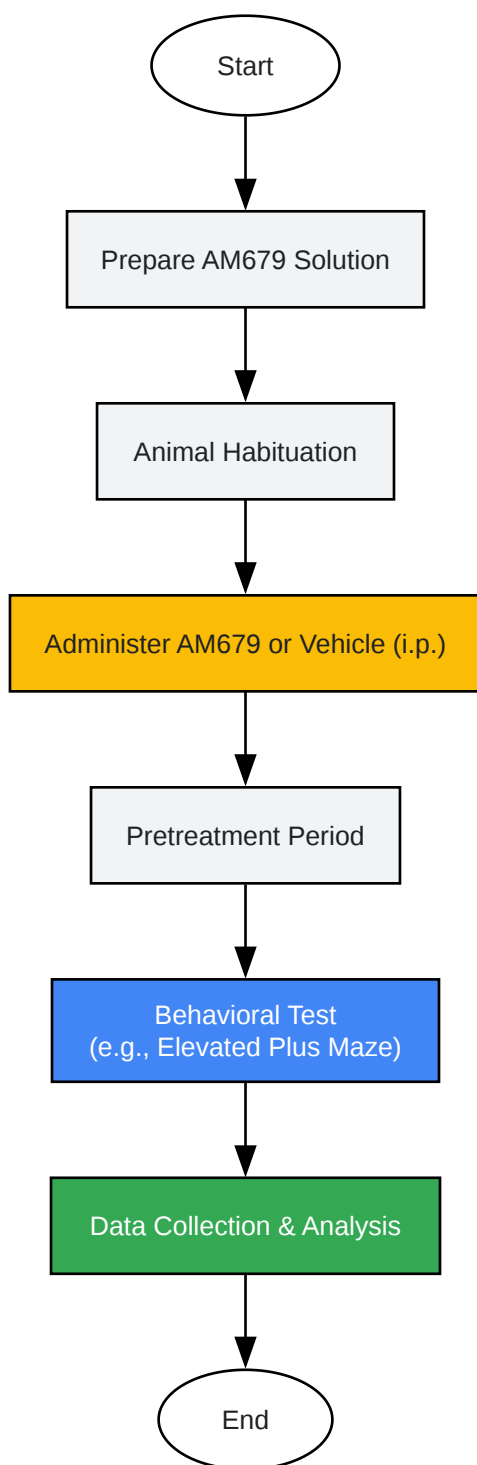 Start
Prepare AM679 Solution
Animal Habituation
Administer AM679 or Vehicle (i.p.)
Pretreatment Period
Behavioral Test
(e.g., Elevated Plus Maze)
Data Collection & Analysis
End